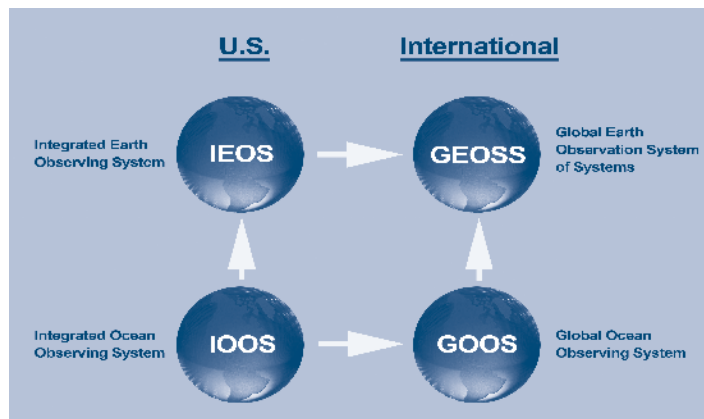 U.S.
International
Integrated Earth
Observing System
IEOS
GEOSS
Global Earth
Observation System
of Systems
Integrated Ocean
Observing System
IOOS
GOOS
Global Ocean
Observing System